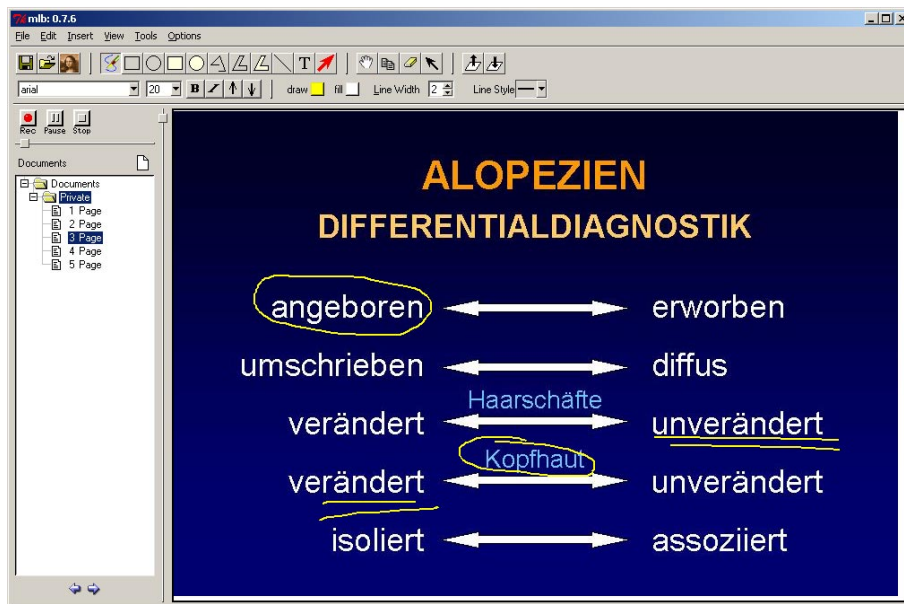 mlb: 0.7.6
File Edit Insert View Tools Options
T
arial 20 B I draw fill Line Width 2 Line Style
Rec Pause Stop
Documents
Documents
Private
1 Page
2 Page
3 Page
4 Page
5 Page
ALOPEZIEN
DIFFERENTIALDIAGNOSTIK
angeboren erworben
umschrieben diffus
Haarschäfte
verändert unverändert
Kopfhaut
verändert unverändert
isoliert assoziiert